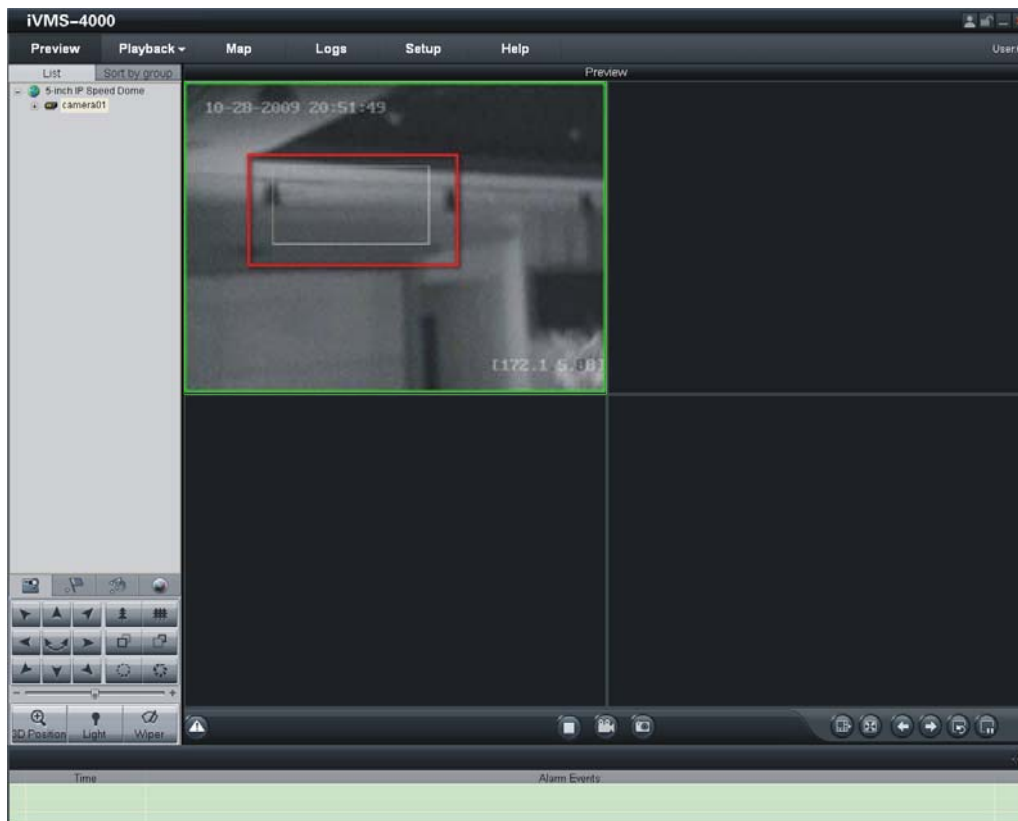 iVMS-4000
Preview Playback Map Logs Setup Help
User:
List Sort by group Preview
5-inch IP Speed Dome
camera01
10-28-2009 20:51:49
3D Position Light Wiper
Time Alarm Events